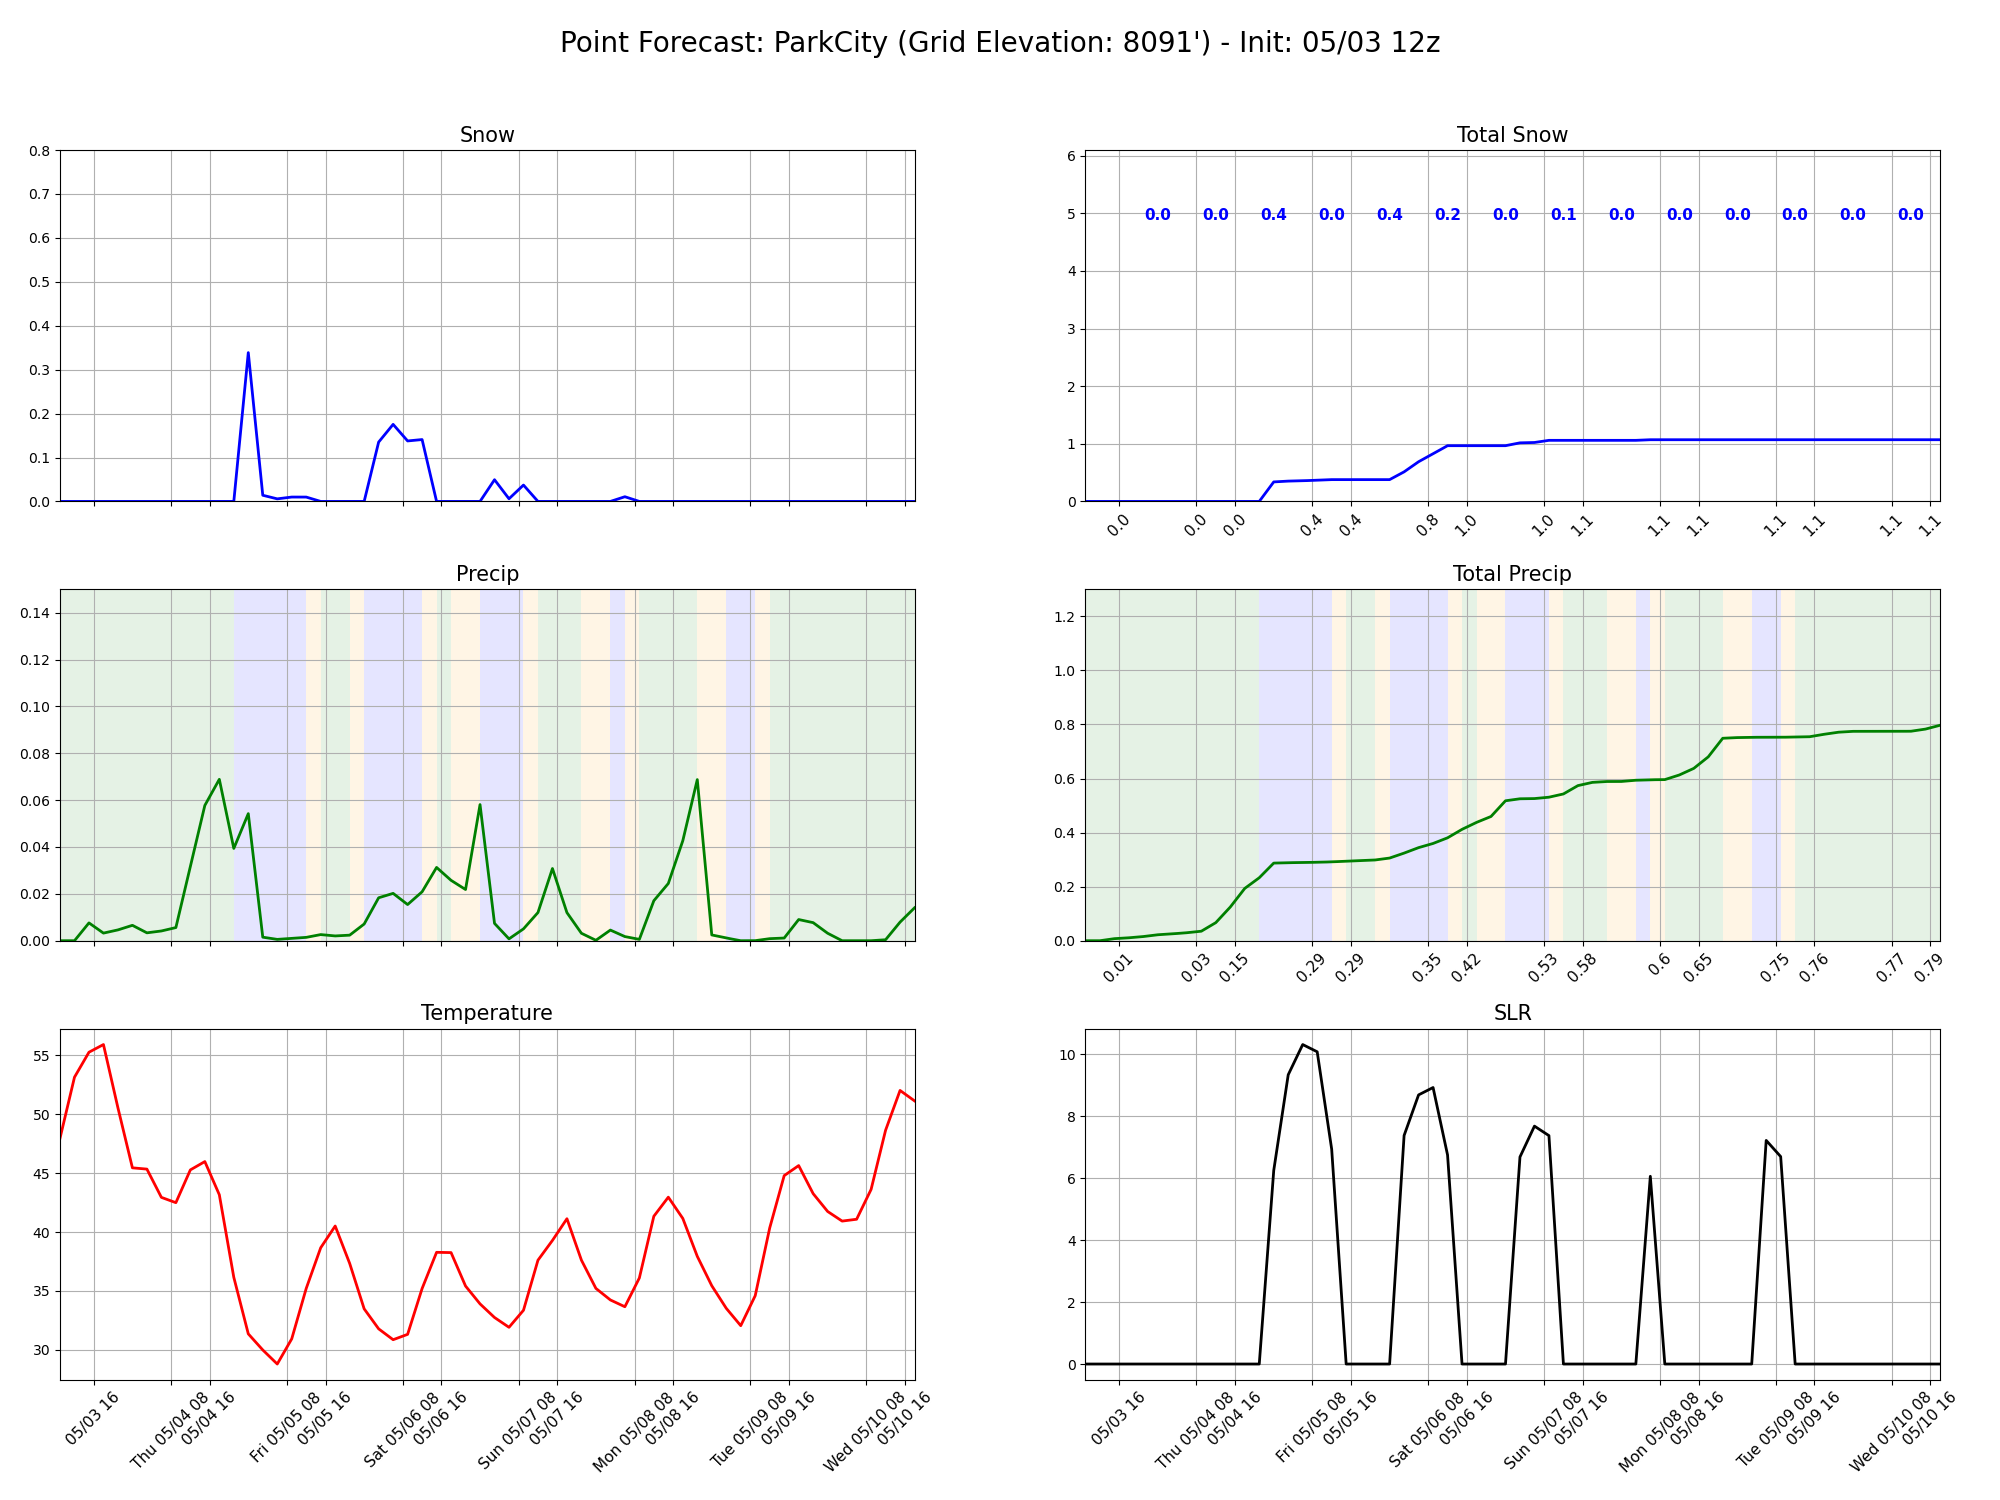 Point Forecast: ParkCity (Grid Elevation: 8091') - Init: 05/03 12z
Snow
0.8
0.7
0.6
0.5
0.4
0.3
0.2
0.1
0.0
Total Snow
6
5
4
3
2
1
0
0.0 0.0 0.4 0.0 0.4 0.2 0.0 0.1 0.0 0.0 0.0 0.0 0.0 0.0
0.0 0.0 0.0 0.4 0.4 0.8 1.0 1.0 1.1 1.1 1.1 1.1 1.1 1.1 1.1
Precip
0.14
0.12
0.10
0.08
0.06
0.04
0.02
0.00
Total Precip
1.2
1.0
0.8
0.6
0.4
0.2
0.0
0.01 0.03 0.15 0.29 0.29 0.35 0.42 0.53 0.58 0.6 0.65 0.75 0.76 0.77 0.79
Temperature
55
50
45
40
35
30
05/03 16
Thu 05/04 08
05/04 16
Fri 05/05 08
05/05 16
Sat 05/06 08
05/06 16
Sun 05/07 08
05/07 16
Mon 05/08 08
05/08 16
Tue 05/09 08
05/09 16
Wed 05/10 08
05/10 16
SLR
10
8
6
4
2
0
05/03 16
Thu 05/04 08
05/04 16
Fri 05/05 08
05/05 16
Sat 05/06 08
05/06 16
Sun 05/07 08
05/07 16
Mon 05/08 08
05/08 16
Tue 05/09 08
05/09 16
Wed 05/10 08
05/10 16